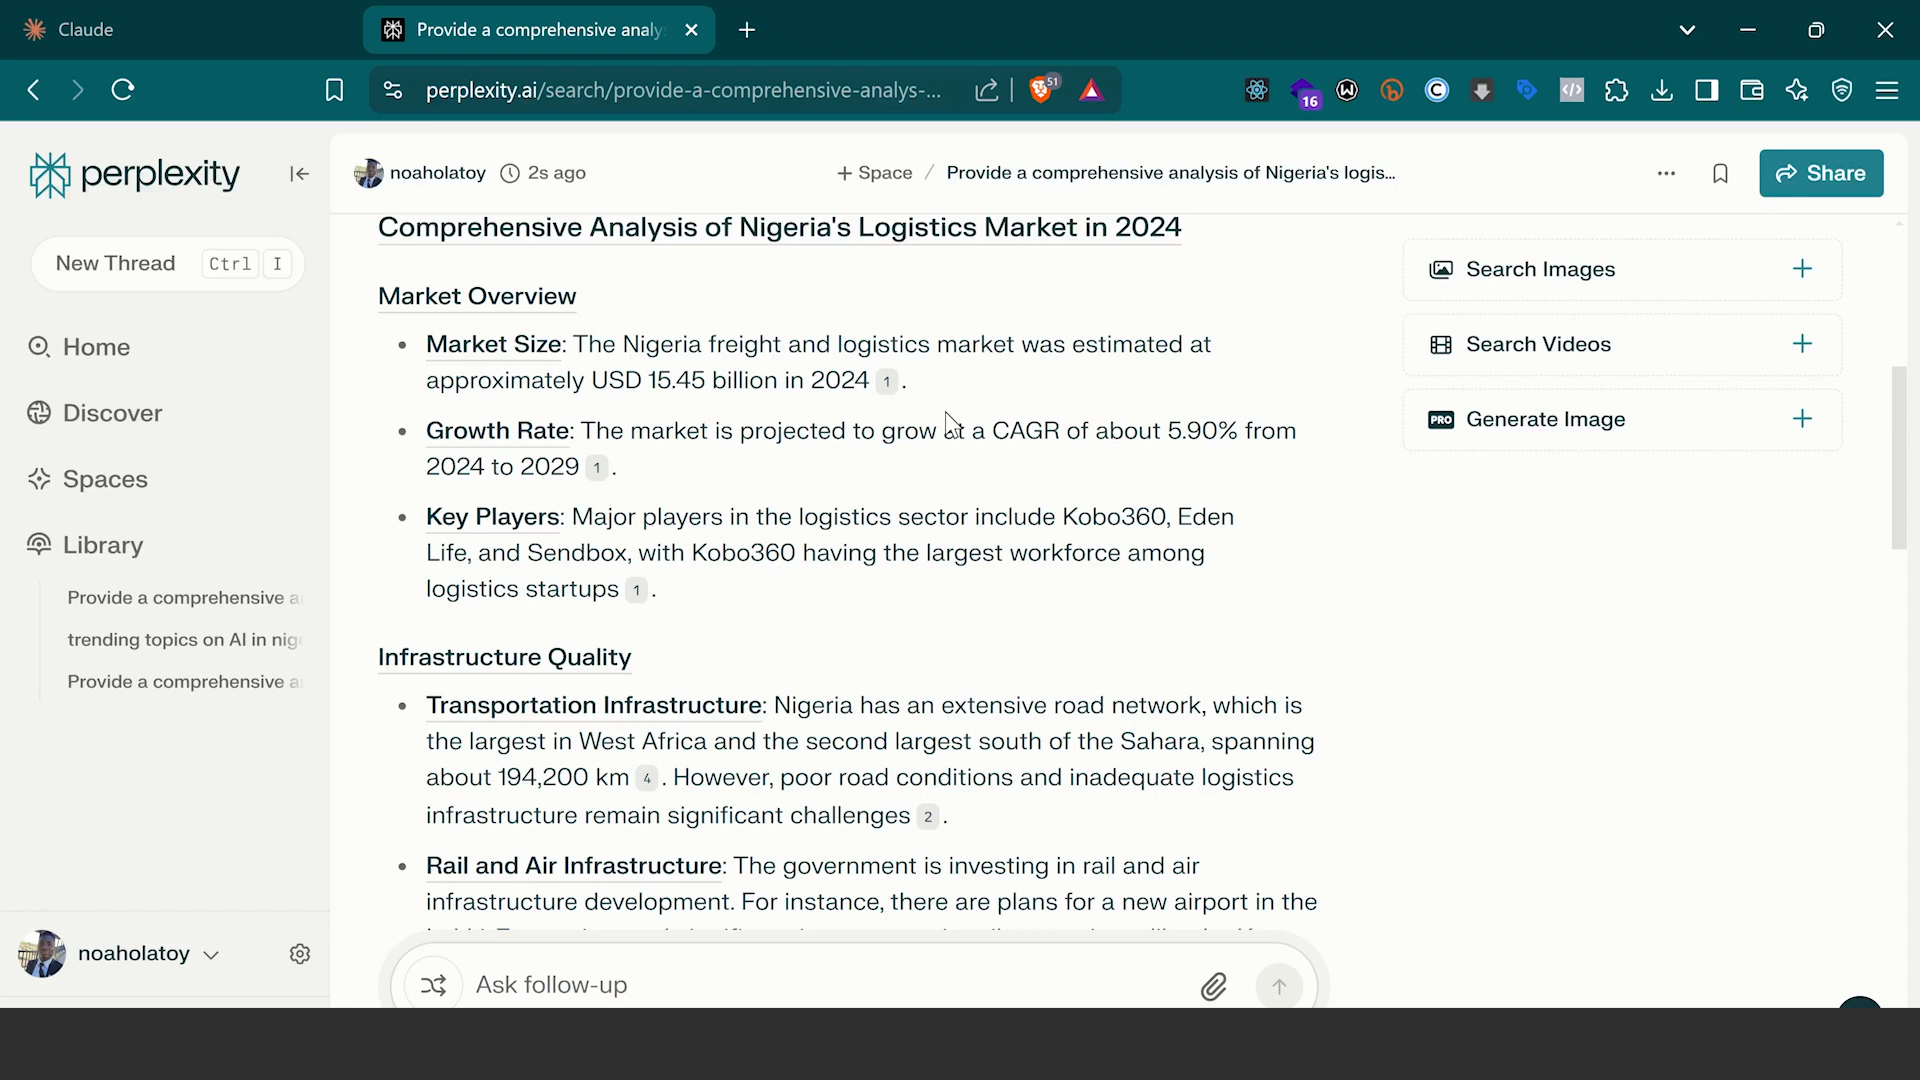 Claude
Provide a comprehensive analy
perplexity.ai/search/provide-a-comprehensive-analys-...
51
16
perplexity
New Thread
Ctrl
I
Home
Discover
Spaces
Library
Provide a comprehensive a
trending topics on AI in nig
Provide a comprehensive a
noaholatoy
noaholatoy
2s ago
+ Space / Provide a comprehensive analysis of Nigeria's logis...
Share
Comprehensive Analysis of Nigeria's Logistics Market in 2024
Market Overview
• Market Size: The Nigeria freight and logistics market was estimated at
approximately USD 15.45 billion in 2024 1 .
• Growth Rate: The market is projected to grow at a CAGR of about 5.90% from
2024 to 2029 1 .
• Key Players: Major players in the logistics sector include Kobo360, Eden
Life, and Sendbox, with Kobo360 having the largest workforce among
logistics startups 1 .
Infrastructure Quality
• Transportation Infrastructure: Nigeria has an extensive road network, which is
the largest in West Africa and the second largest south of the Sahara, spanning
about 194,200 km 4 . However, poor road conditions and inadequate logistics
infrastructure remain significant challenges 2 .
• Rail and Air Infrastructure: The government is investing in rail and air
infrastructure development. For instance, there are plans for a new airport in the
Ask follow-up
Search Images
Search Videos
PRO Generate Image